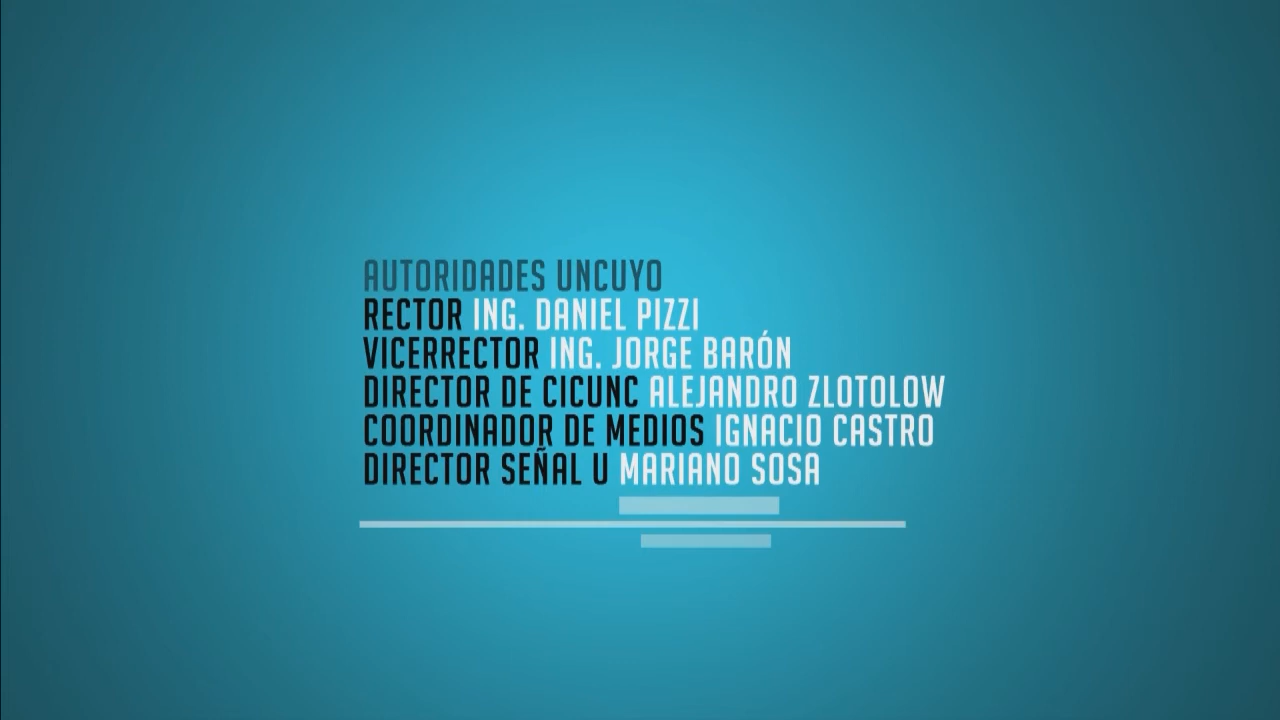 AUTORIDADES UNCUYO
RECTOR ING. DANIEL PIZZI
VICERRECTOR ING. JORGE BARÓN
DIRECTOR DE CICUNC ALEJANDRO ZLOTOLOW
COORDINADOR DE MEDIOS IGNACIO CASTRO
DIRECTOR SEÑAL U MARIANO SOSA